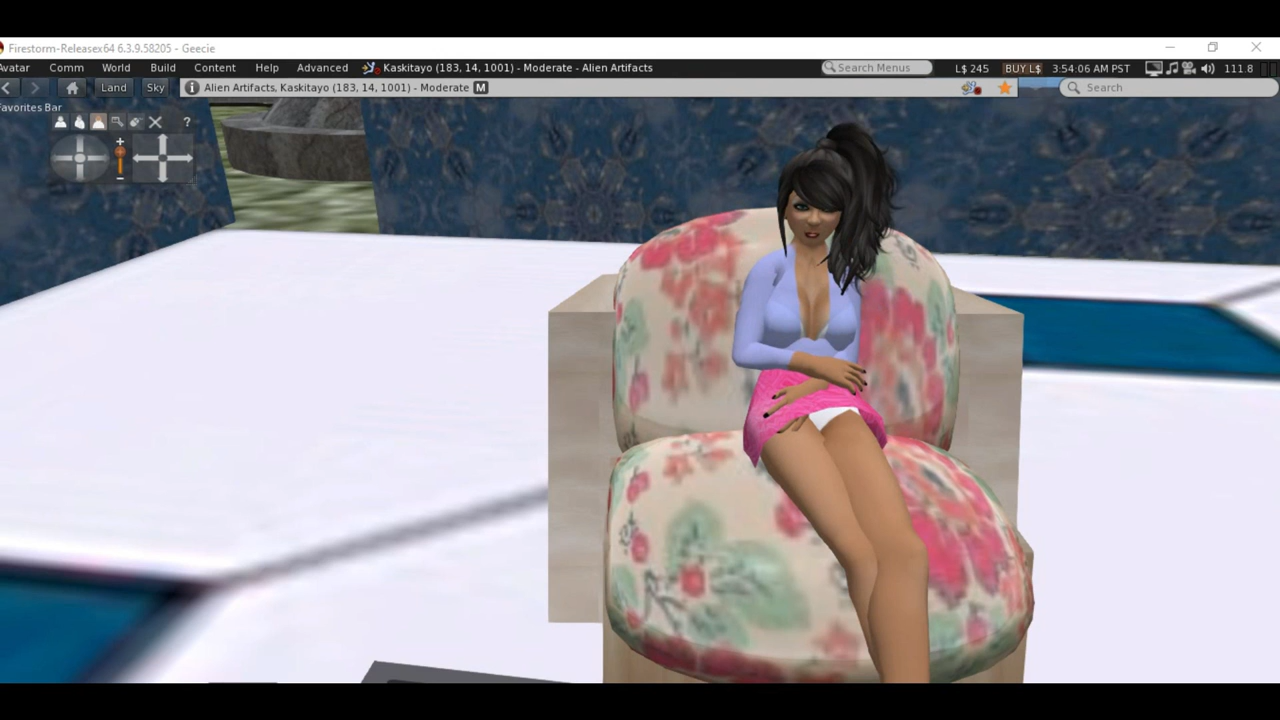 Firestorm-Releasex64 6.3.9.58205 - Geecie
Avatar Comm World Build Content Help Advanced Kaskitayo (183, 14, 1001) - Moderate - Alien Artifacts Search Menus L$ 245 BUY L$ 3:54:06 AM PST 111.8
Land Sky Alien Artifacts, Kaskitayo (183, 14, 1001) - Moderate M Search
Favorites Bar
?